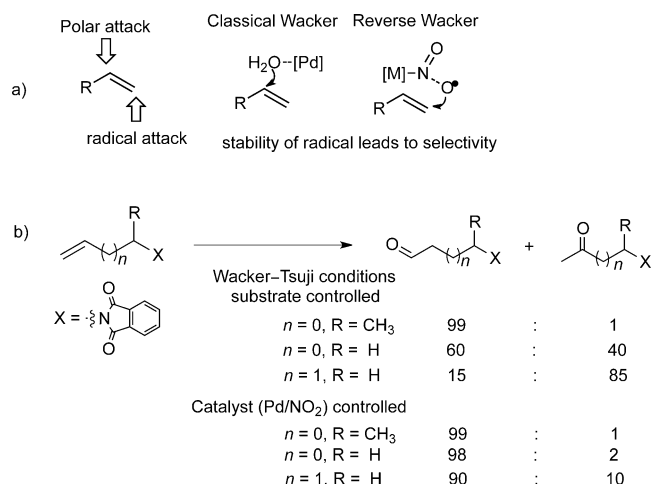 Polar attack
Classical Wacker
Reverse Wacker
a)
R
radical attack
H₂O--[Pd]
R
O
[M]-N
O•
R
stability of radical leads to selectivity
b)
R
( )n
X
O
R
( )n
X
+
O
R
( )n
X
X =
O
N
O
Wacker–Tsuji conditions
substrate controlled
n = 0, R = CH₃ 99 : 1
n = 0, R = H 60 : 40
n = 1, R = H 15 : 85
Catalyst (Pd/NO₂) controlled
n = 0, R = CH₃ 99 : 1
n = 0, R = H 98 : 2
n = 1, R = H 90 : 10